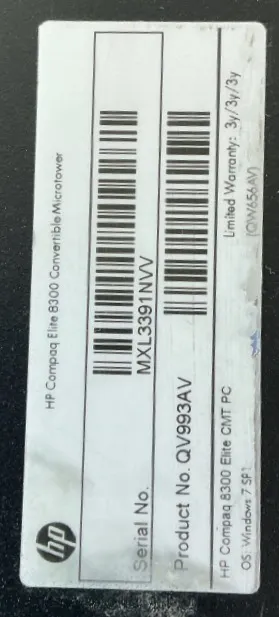 hp
HP Compaq Elite 8300 Convertible Microtower
Serial No.
MXL3391NVV
Product No. QV993AV
HP Compaq 8300 Elite CMT PC
Limited Warranty: 3y/3y/3y
OS: Windows 7 SP1
(QW656AV)